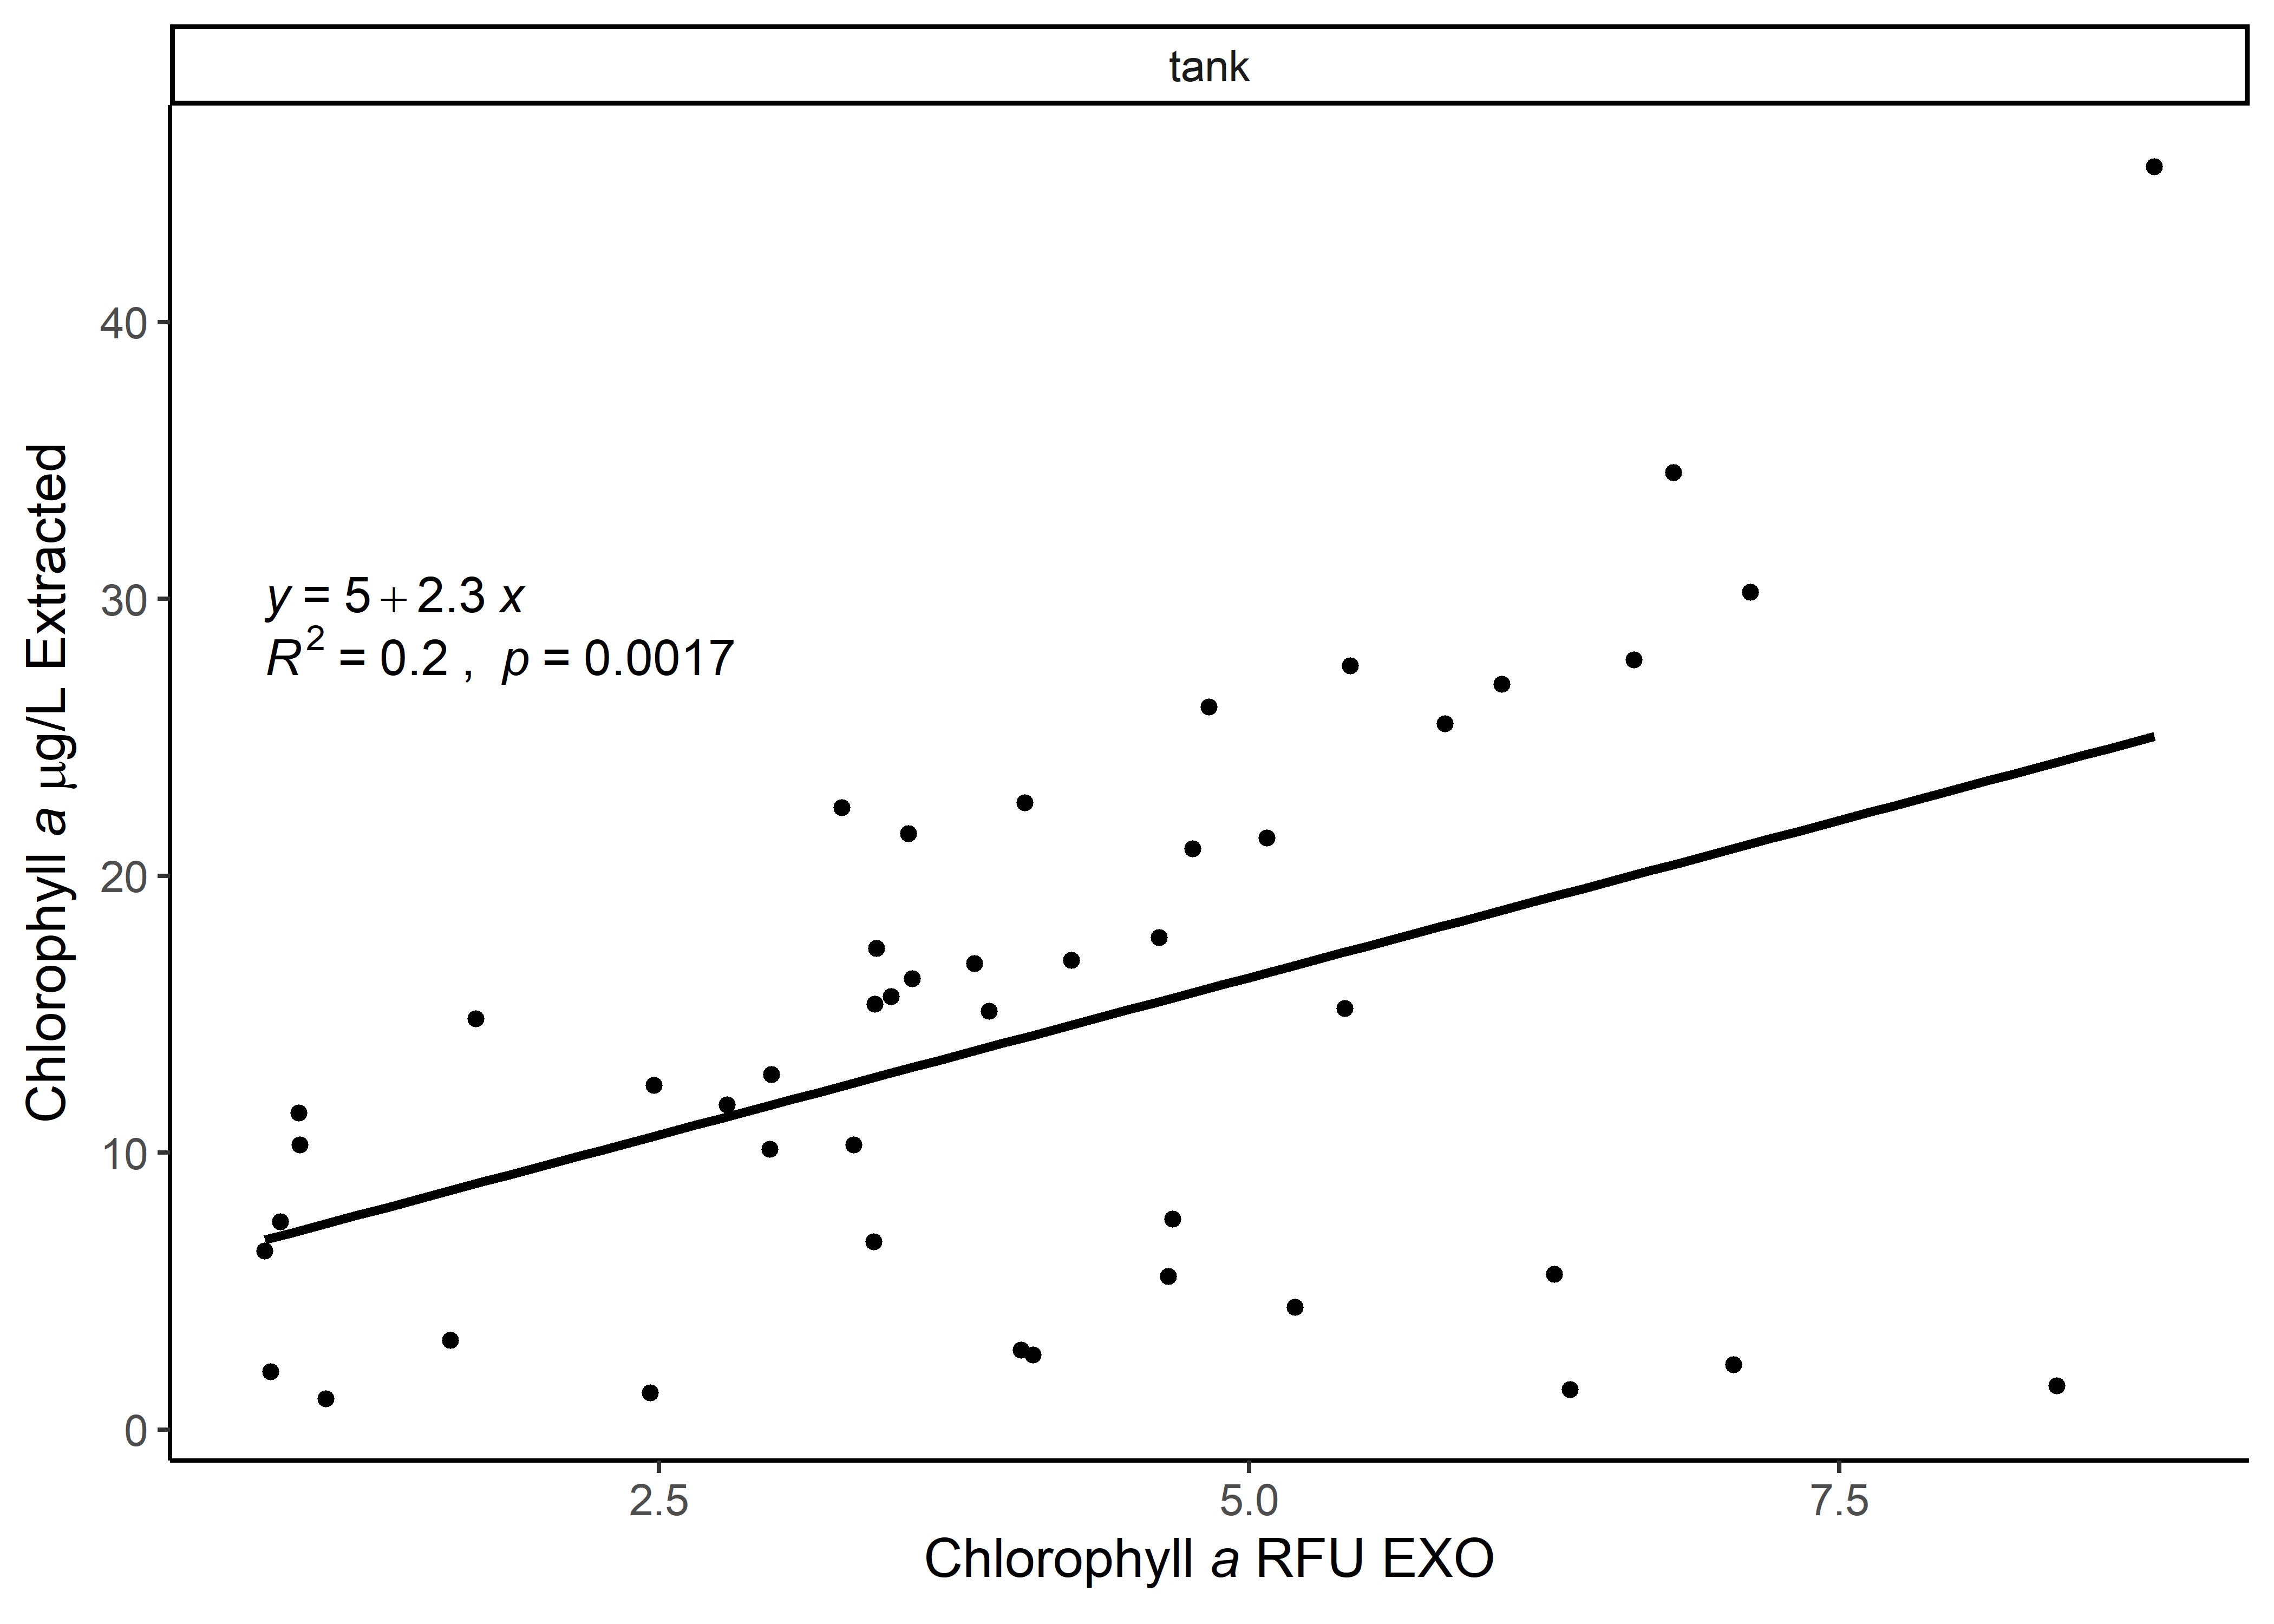 tank
40
30
20
10
0
y = 5 + 2.3 x
R² = 0.2 , p = 0.0017
Chlorophyll a μg/L Extracted
2.5 5.0 7.5
Chlorophyll a RFU EXO